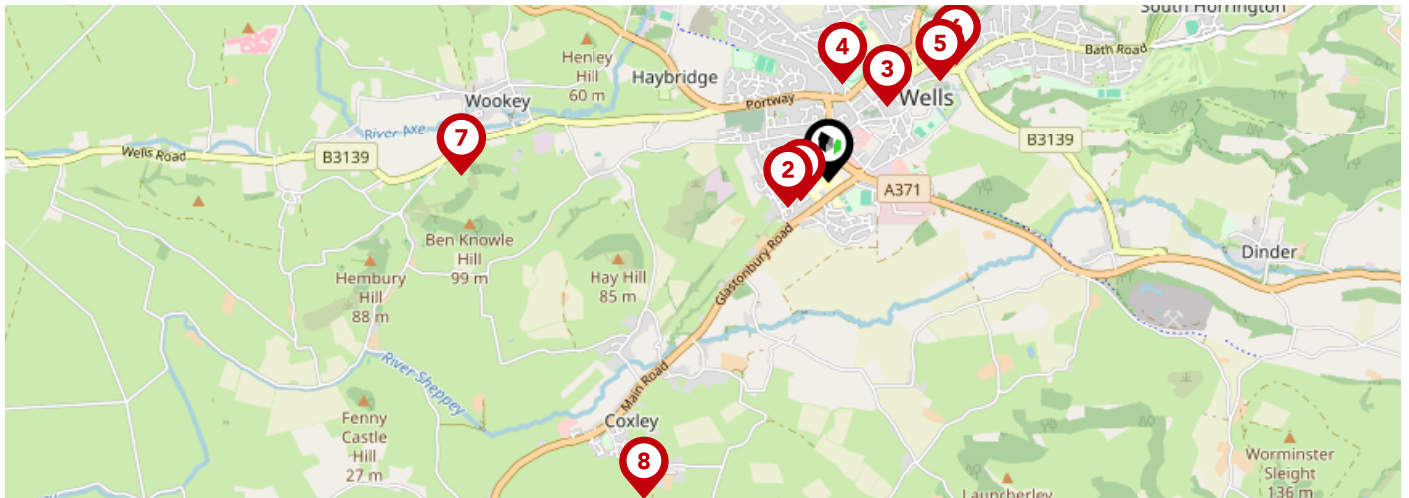 South Horrington
4
5
6
Bath Road
Henley
Hill
60 m
Haybridge
3
Wells
Portway
Wookey
River Axe
7
B3139
Wells Road
B3139
2
A371
Ben Knowle
Hill
99 m
Hay Hill
85 m
Hembury
Hill
88 m
Glastonbury Road
Dinder
River Sheppey
Main Road
Fenny
Castle
Hill
27 m
Coxley
8
Worminster
Sleight
136 m
Launcherley